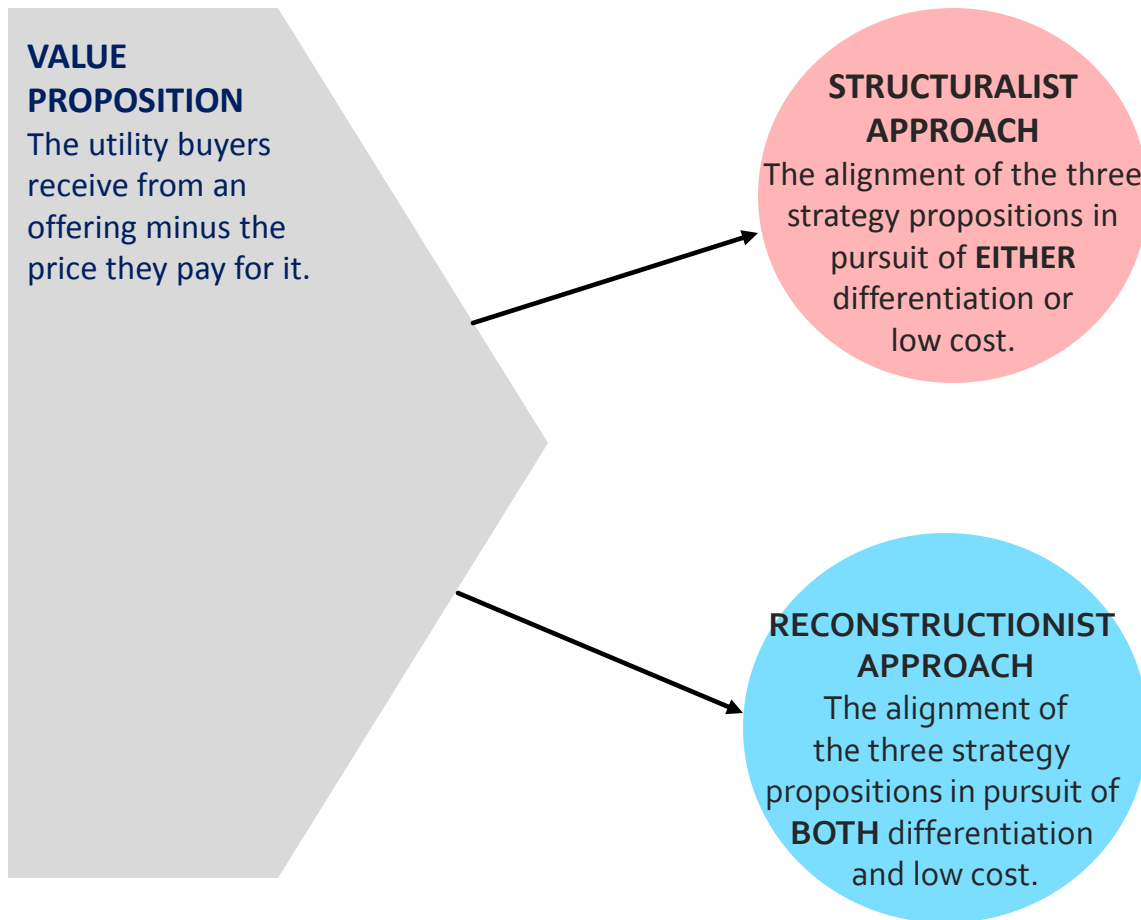 VALUE
PROPOSITION
The utility buyers
receive from an
offering minus the
price they pay for it.
STRUCTURALIST
APPROACH
The alignment of the three
strategy propositions in
pursuit of EITHER
differentiation or
low cost.
RECONSTRUCTIONIST
APPROACH
The alignment of
the three strategy
propositions in pursuit of
BOTH differentiation
and low cost.